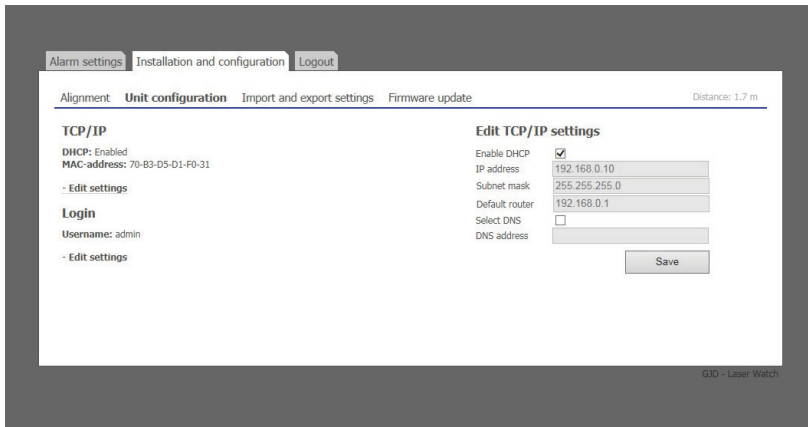 Alarm settings Installation and configuration Logout
Alignment Unit configuration Import and export settings Firmware update Distance: 1.7 m
TCP/IP
DHCP: Enabled
MAC-address: 70-B3-D5-D1-F0-31
- Edit settings
Login
Username: admin
- Edit settings
Edit TCP/IP settings
Enable DHCP
IP address 192.168.0.10
Subnet mask 255.255.255.0
Default router 192.168.0.1
Select DNS
DNS address
Save
G3D - Laser Watch